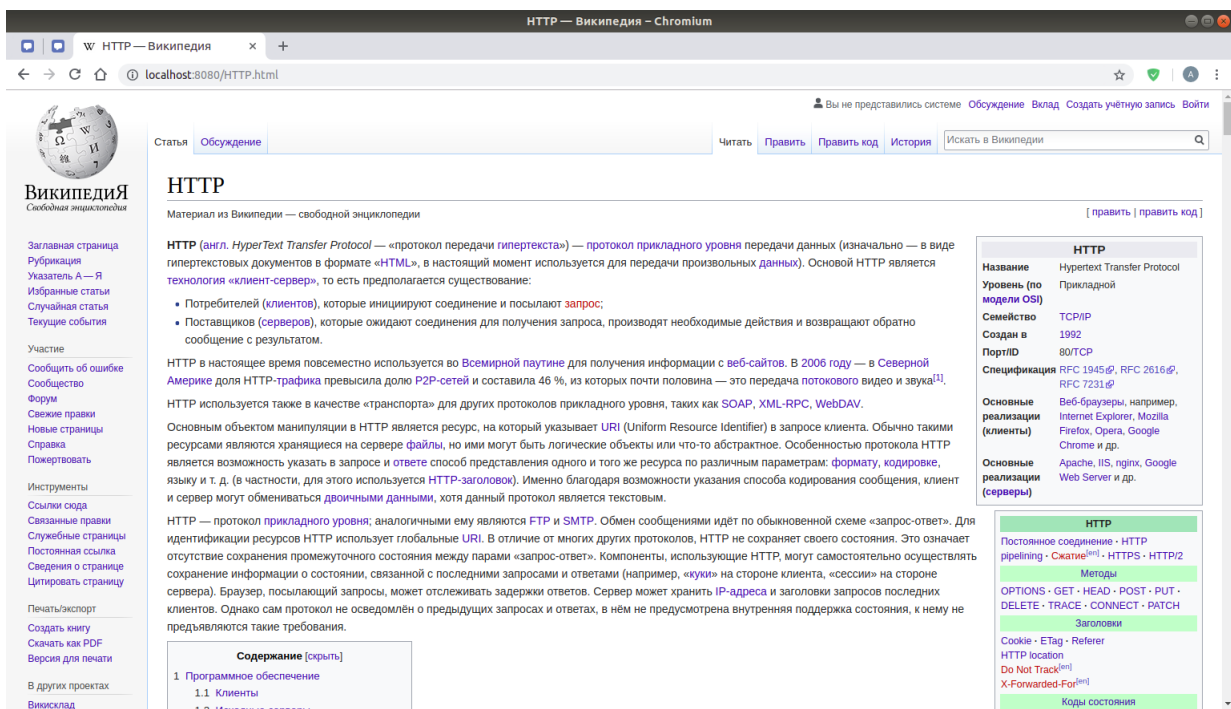 HTTP — Википедия – Chromium
W HTTP — Википедия × +
localhost:8080/HTTP.html
A
Вы не представились системе Обсуждение Вклад Создать учётную запись Войти
Статья Обсуждение Читать Править Править код История Искать в Википедии
ВикипедиЯ
Свободная энциклопедия
Заглавная страница
Рубрикация
Указатель А — Я
Избранные статьи
Случайная статья
Текущие события
Участие
Сообщить об ошибке
Сообщество
Форум
Свежие правки
Новые страницы
Справка
Пожертвовать
Инструменты
Ссылки сюда
Связанные правки
Служебные страницы
Постоянная ссылка
Сведения о странице
Цитировать страницу
Печать/экспорт
Создать книгу
Скачать как PDF
Версия для печати
В других проектах
Викисклад
HTTP
Материал из Википедии — свободной энциклопедии
[ править | править код ]
HTTP (англ. HyperText Transfer Protocol — «протокол передачи гипертекста») — протокол прикладного уровня передачи данных (изначально — в виде
гипертекстовых документов в формате «HTML», в настоящий момент используется для передачи произвольных данных). Основой HTTP является
технология «клиент-сервер», то есть предполагается существование:
• Потребителей (клиентов), которые инициируют соединение и посылают запрос;
• Поставщиков (серверов), которые ожидают соединения для получения запроса, производят необходимые действия и возвращают обратно
сообщение с результатом.
HTTP в настоящее время повсеместно используется во Всемирной паутине для получения информации с веб-сайтов. В 2006 году — в Северной
Америке доля HTTP-трафика превысила долю P2P-сетей и составила 46 %, из которых почти половина — это передача потокового видео и звука[1].
HTTP используется также в качестве «транспорта» для других протоколов прикладного уровня, таких как SOAP, XML-RPC, WebDAV.
Основным объектом манипуляции в HTTP является ресурс, на который указывает URI (Uniform Resource Identifier) в запросе клиента. Обычно такими
ресурсами являются хранящиеся на сервере файлы, но ими могут быть логические объекты или что-то абстрактное. Особенностью протокола HTTP
является возможность указать в запросе и ответе способ представления одного и того же ресурса по различным параметрам: формату, кодировке,
языку и т. д. (в частности, для этого используется HTTP-заголовок). Именно благодаря возможности указания способа кодирования сообщения, клиент
и сервер могут обмениваться двоичными данными, хотя данный протокол является текстовым.
HTTP — протокол прикладного уровня; аналогичными ему являются FTP и SMTP. Обмен сообщениями идёт по обыкновенной схеме «запрос-ответ». Для
идентификации ресурсов HTTP использует глобальные URI. В отличие от многих других протоколов, HTTP не сохраняет своего состояния. Это означает
отсутствие сохранения промежуточного состояния между парами «запрос-ответ». Компоненты, использующие HTTP, могут самостоятельно осуществлять
сохранение информации о состоянии, связанной с последними запросами и ответами (например, «куки» на стороне клиента, «сессии» на стороне
сервера). Браузер, посылающий запросы, может отслеживать задержки ответов. Сервер может хранить IP-адреса и заголовки запросов последних
клиентов. Однако сам протокол не осведомлён о предыдущих запросах и ответах, в нём не предусмотрена внутренняя поддержка состояния, к нему не
предъявляются такие требования.
Содержание [скрыть]
1 Программное обеспечение
1.1 Клиенты
HTTP
Название Hypertext Transfer Protocol
Уровень (по Прикладной
модели OSI)
Семейство TCP/IP
Создан в 1992
Порт/ID 80/TCP
Спецификация RFC 1945, RFC 2616,
RFC 7231
Основные Веб-браузеры, например,
реализации Internet Explorer, Mozilla
(клиенты) Firefox, Opera, Google
Chrome и др.
Основные Apache, IIS, nginx, Google
реализации Web Server и др.
(серверы)
HTTP
Постоянное соединение · HTTP
pipelining · Сжатие[en] · HTTPS · HTTP/2
Методы
OPTIONS · GET · HEAD · POST · PUT ·
DELETE · TRACE · CONNECT · PATCH
Заголовки
Cookie · ETag · Referer
HTTP location
Do Not Track[en]
X-Forwarded-For[en]
Коды состояния